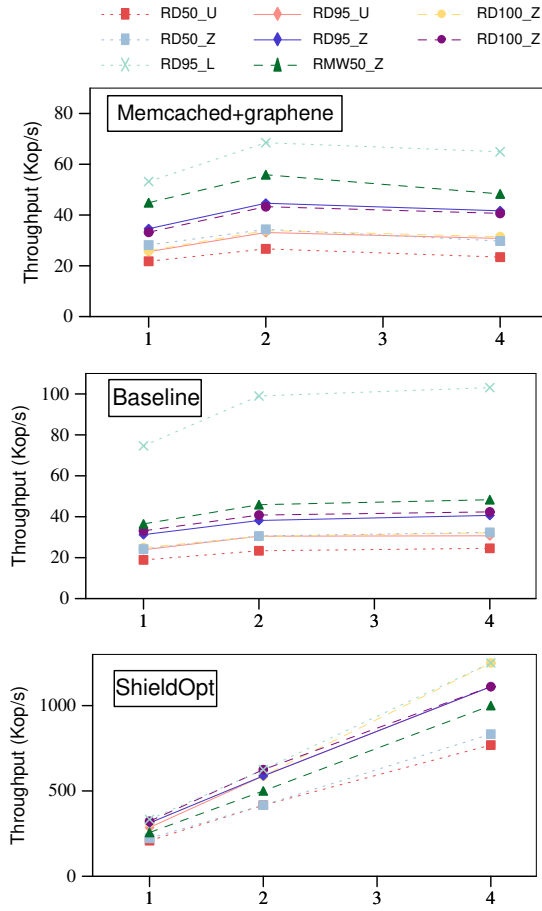 RD50_U RD95_U RD100_U
RD50_Z RD95_Z RD100_Z
RD95_L RMW50_Z
Memcached+graphene
Throughput (Kop/s)
80
60
40
20
0
1 2 3 4
Baseline
Throughput (Kop/s)
100
80
60
40
20
0
1 2 3 4
ShieldOpt
Throughput (Kop/s)
1000
500
0
1 2 3 4